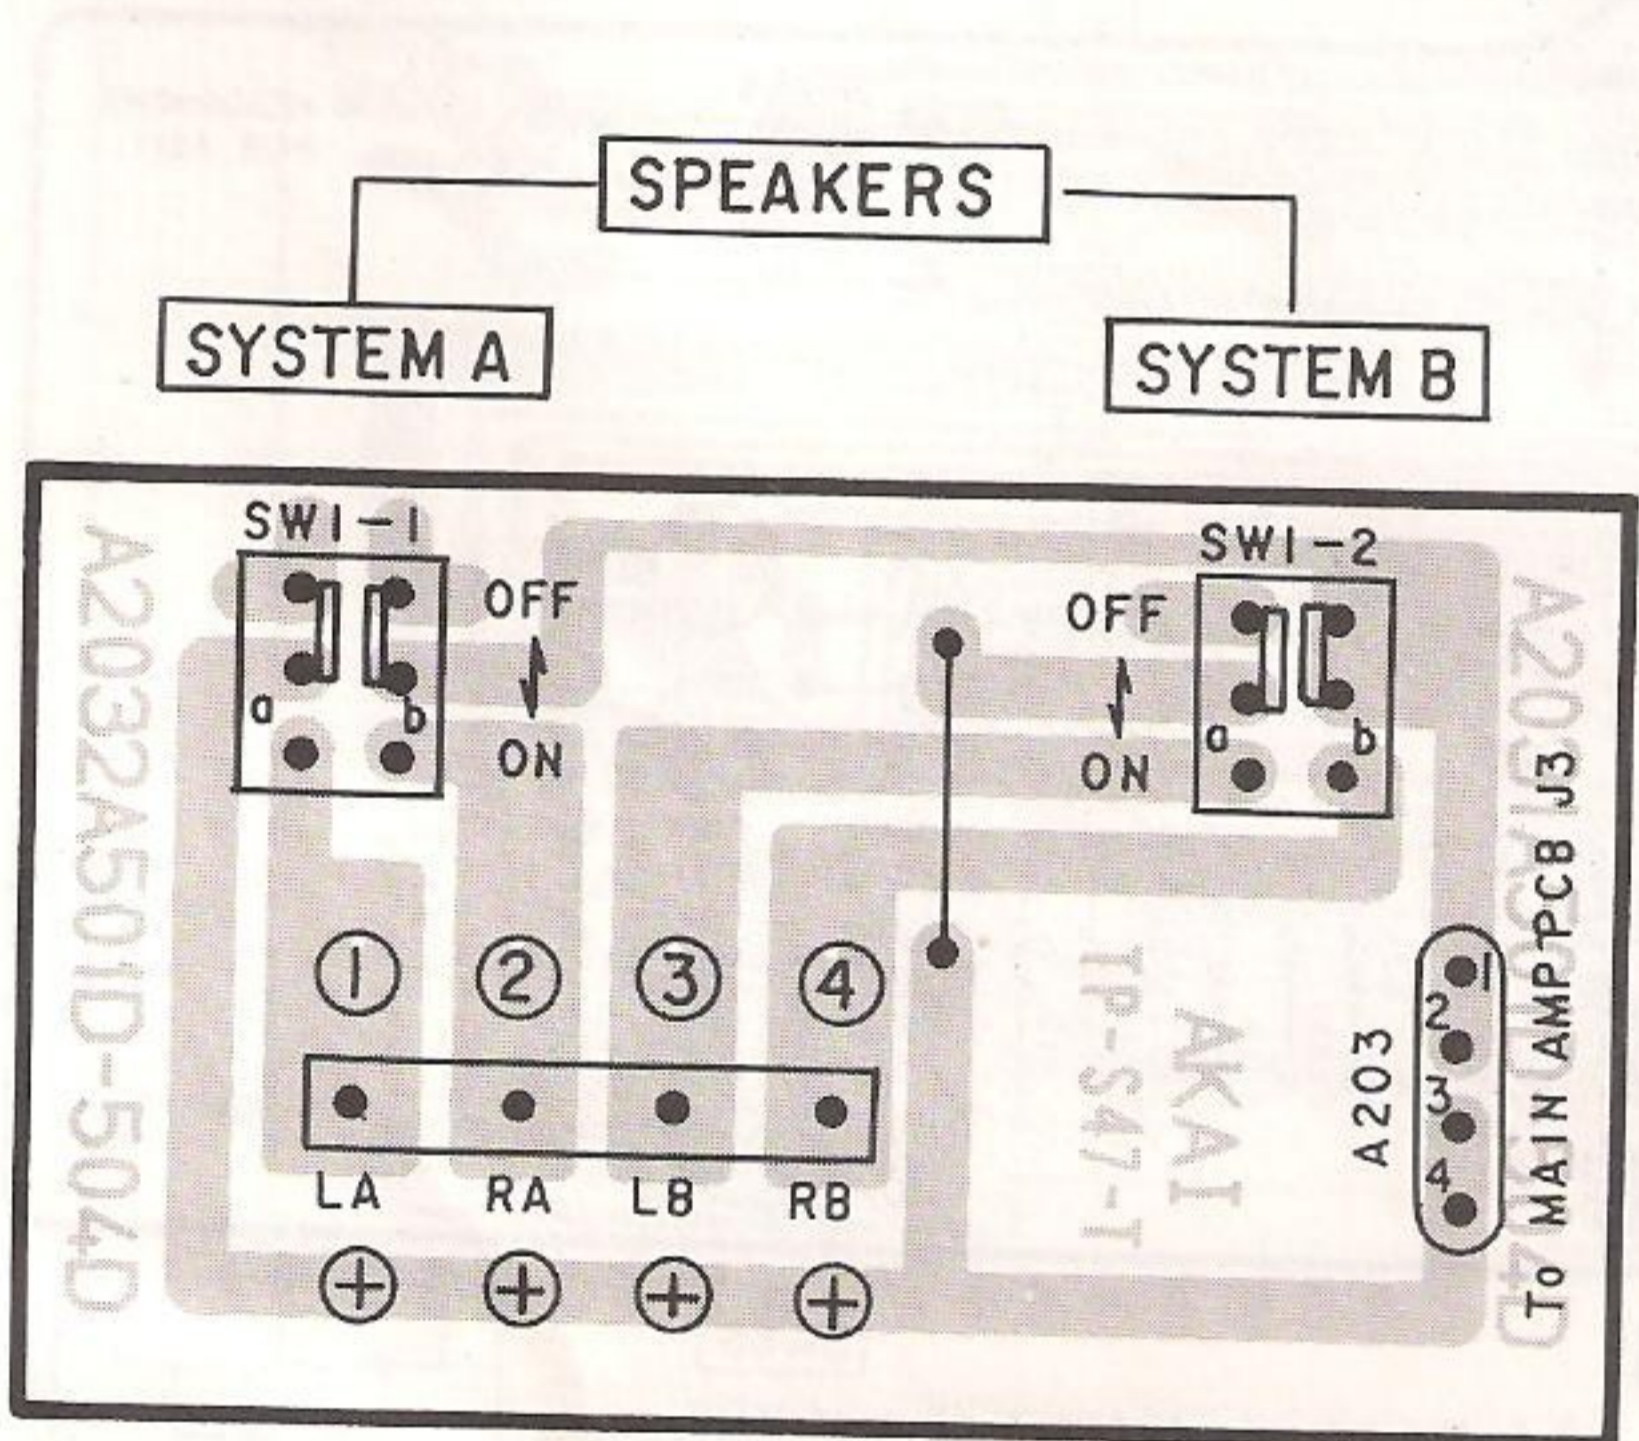 SPEAKERS
SYSTEM A
SYSTEM B
SW1-1
SW1-2
OFF
ON
OFF
ON
a
b
a
b
A2032A501D-504D
1
2
3
4
LA
RA
LB
RB
+
+
+
+
AKAI
TP-S47-T
A203
1
2
3
4
To MAIN AMP PCB J3